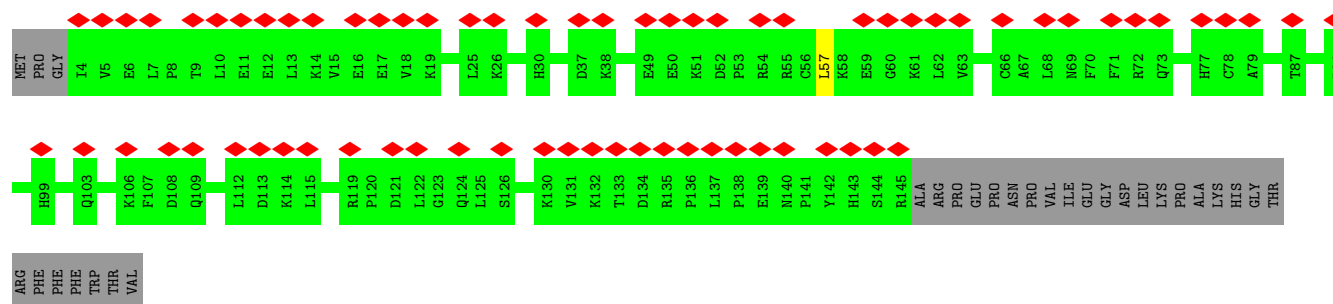 MET PRO GLY I4 V5 E6 L7 P8 T9 L10 E11 E12 L13 K14 V15 E16 E17 V18 K19 L25 K26 H30 D37 K38 E49 E50 K51 D52 P53 R54 R55 C56 L57 K58 E59 G60 K61 L62 V63 C66 A67 L68 N69 F70 F71 R72 Q73 H77 C78 A79 T87
H99 Q103 K106 F107 D108 Q109 L112 D113 K114 L115 R119 P120 D121 L122 G123 Q124 L125 S126 K130 V131 K132 T133 D134 R135 P136 L137 P138 E139 N140 P141 Y142 H143 S144 R145 ALA ARG PRO GLU PRO ASN PRO VAL ILE GLU GLY ASP LEU LYS PRO ALA LYS HIS GLY THR
ARG PHE PHE PHE TRP THR VAL